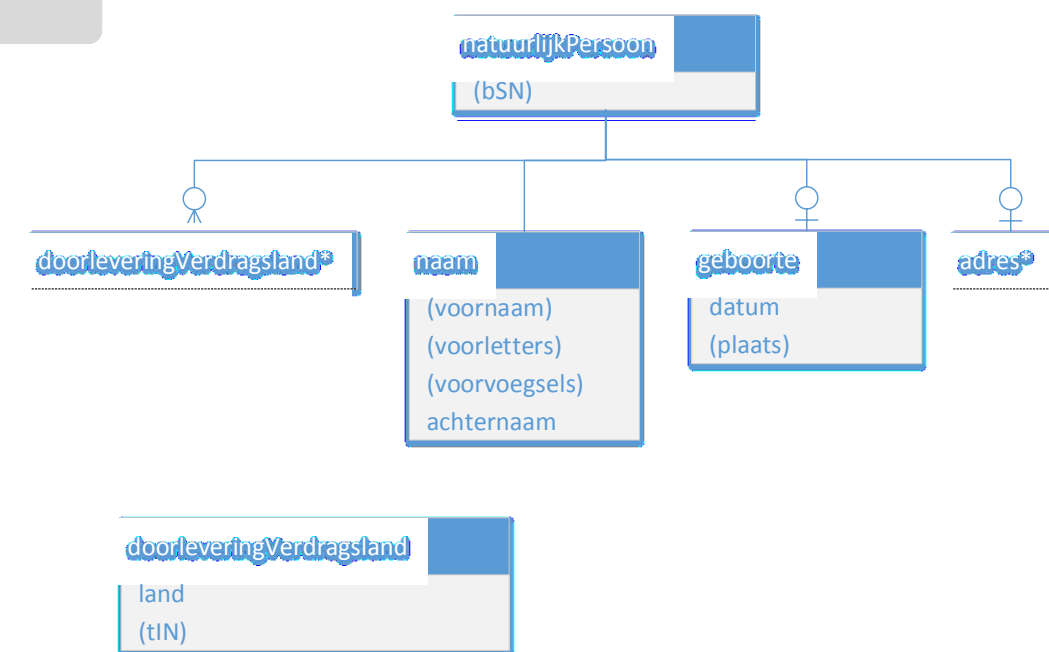 natuurlijkPersoon
(bSN)
doorleveringVerdragsland*
naam
(voornaam)
(voorletters)
(voorvoegsels)
achternaam
geboorte
datum
(plaats)
adres*
doorleveringVerdragsland
land
(tIN)